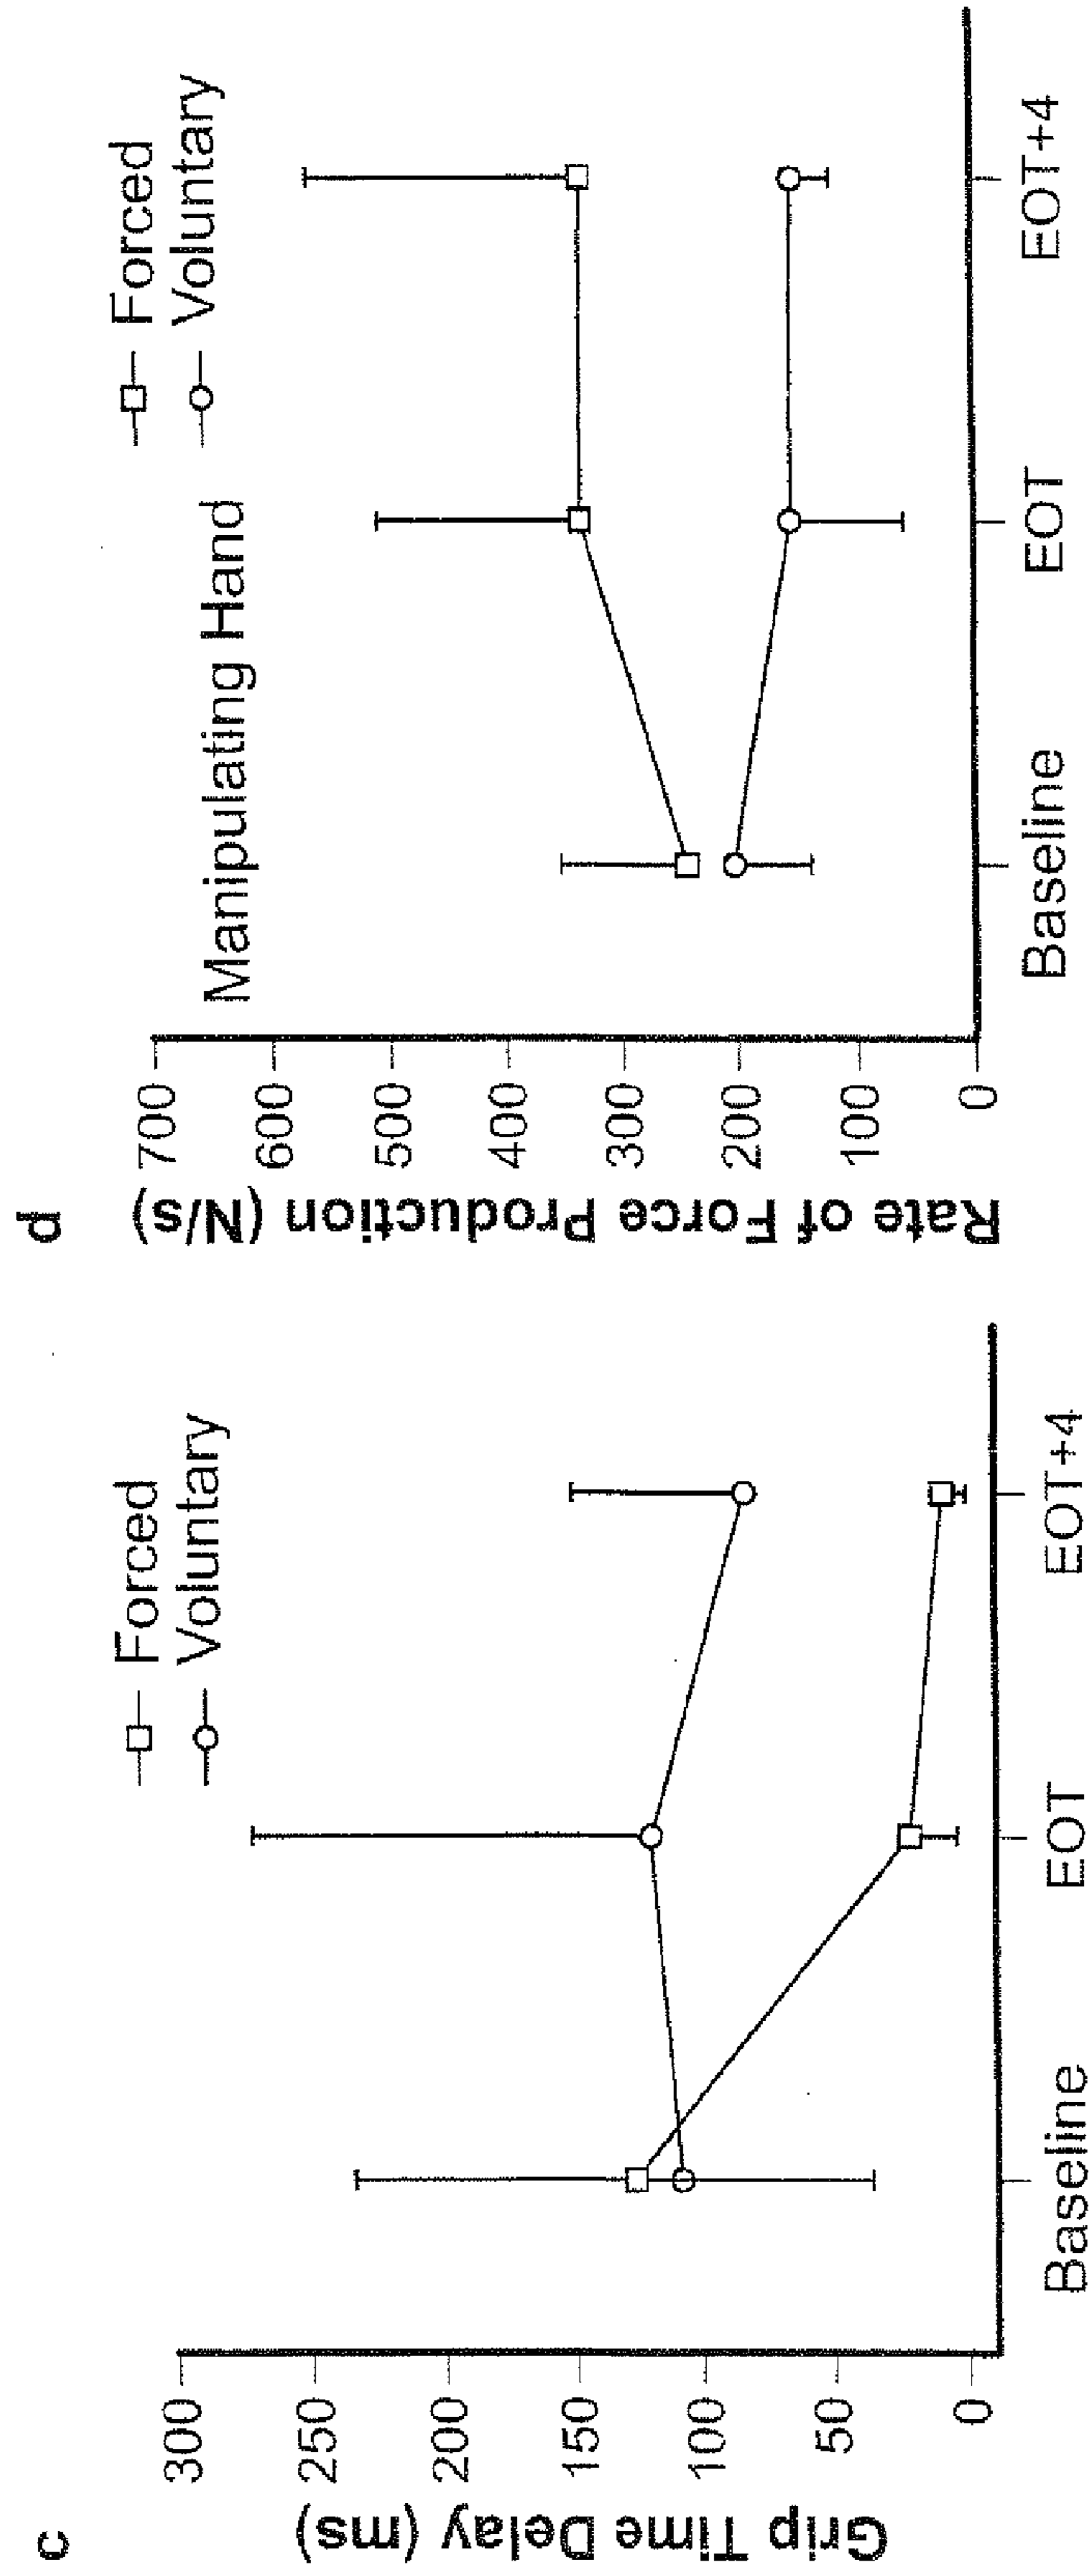 c
Grip Time Delay (ms)
300
250
200
150
100
50
0
Forced
Voluntary
Baseline
EOT
EOT+4
d
Rate of Force Production (N/s)
700
600
500
400
300
200
100
0
Manipulating Hand
Forced
Voluntary
Baseline
EOT
EOT+4